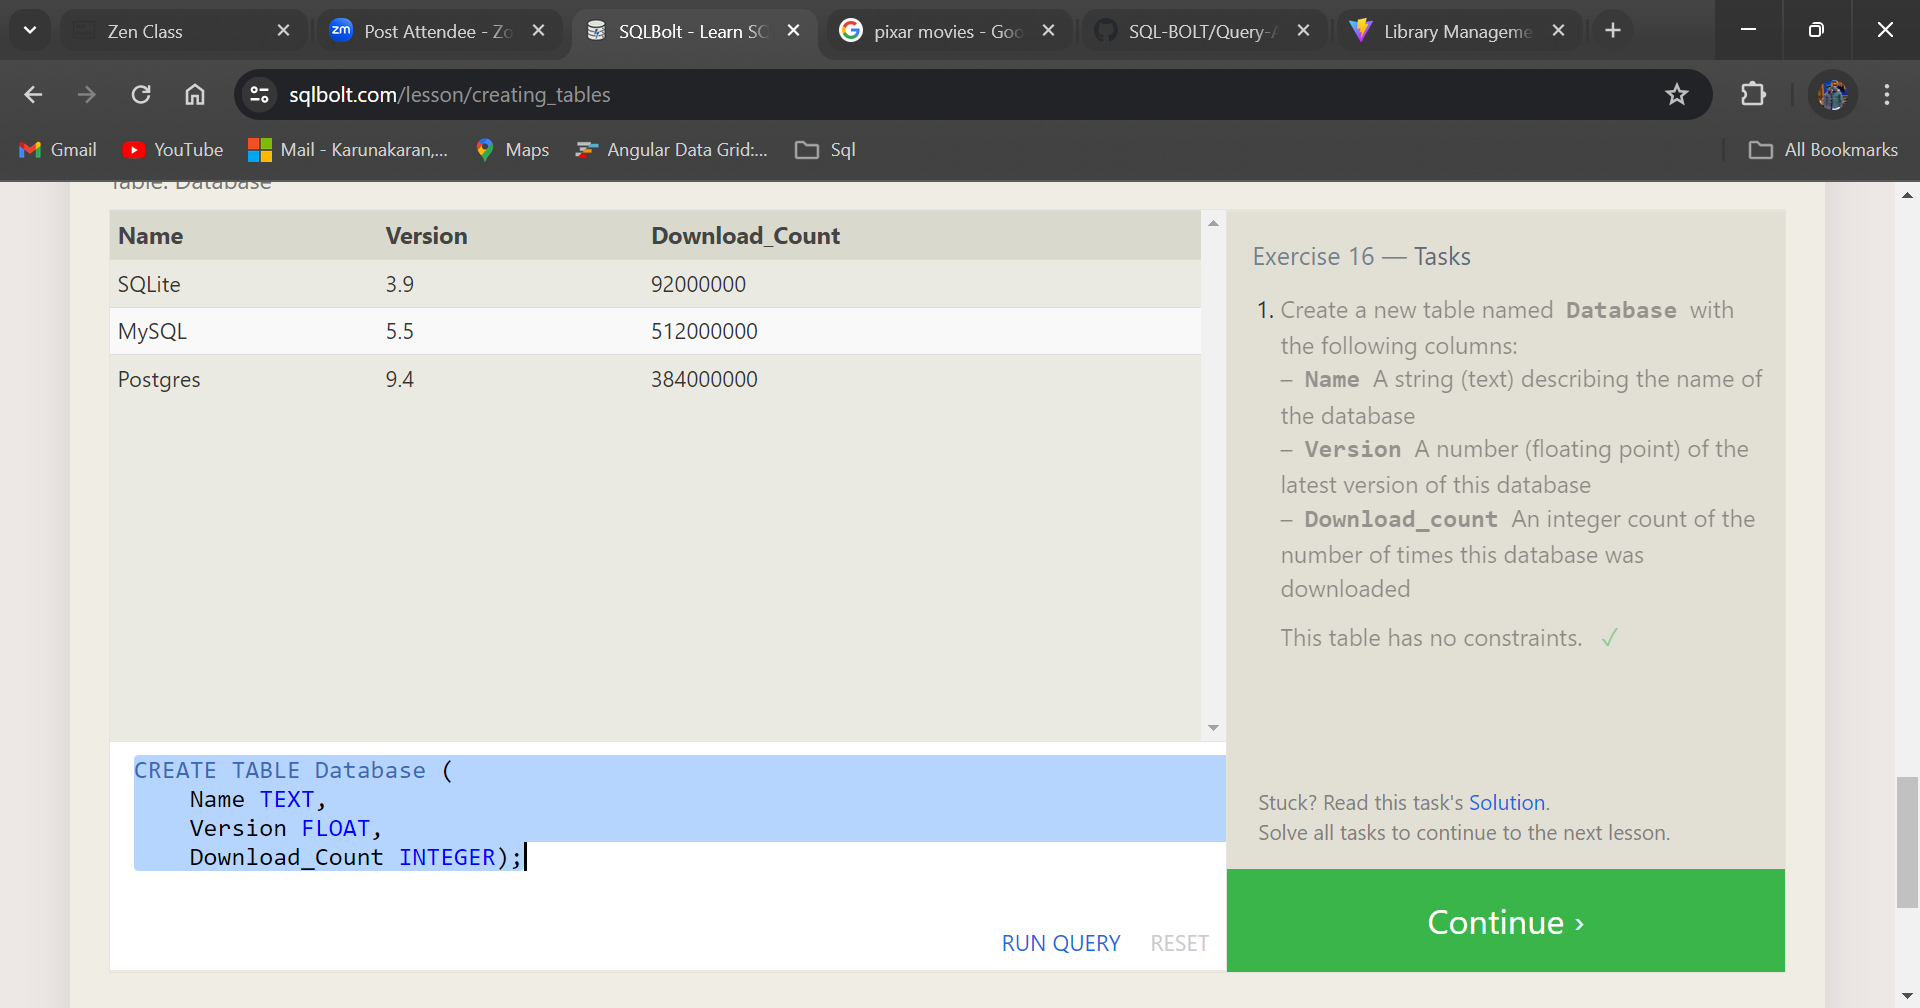 Zen Class
zm Post Attendee - Zo
SQLBolt - Learn SQ
pixar movies - Goo
SQL-BOLT/Query-A
Library Manageme
sqlbolt.com/lesson/creating_tables
Gmail
YouTube
Mail - Karunakaran,...
Maps
Angular Data Grid:...
Sql
All Bookmarks
Table: Database
Name Version Download_Count
SQLite 3.9 92000000
MySQL 5.5 512000000
Postgres 9.4 384000000
CREATE TABLE Database (
Name TEXT,
Version FLOAT,
Download_Count INTEGER);
RUN QUERY RESET
Exercise 16 — Tasks
1. Create a new table named Database with
the following columns:
– Name A string (text) describing the name of
the database
– Version A number (floating point) of the
latest version of this database
– Download_count An integer count of the
number of times this database was
downloaded
This table has no constraints. ✓
Stuck? Read this task's Solution.
Solve all tasks to continue to the next lesson.
Continue ›